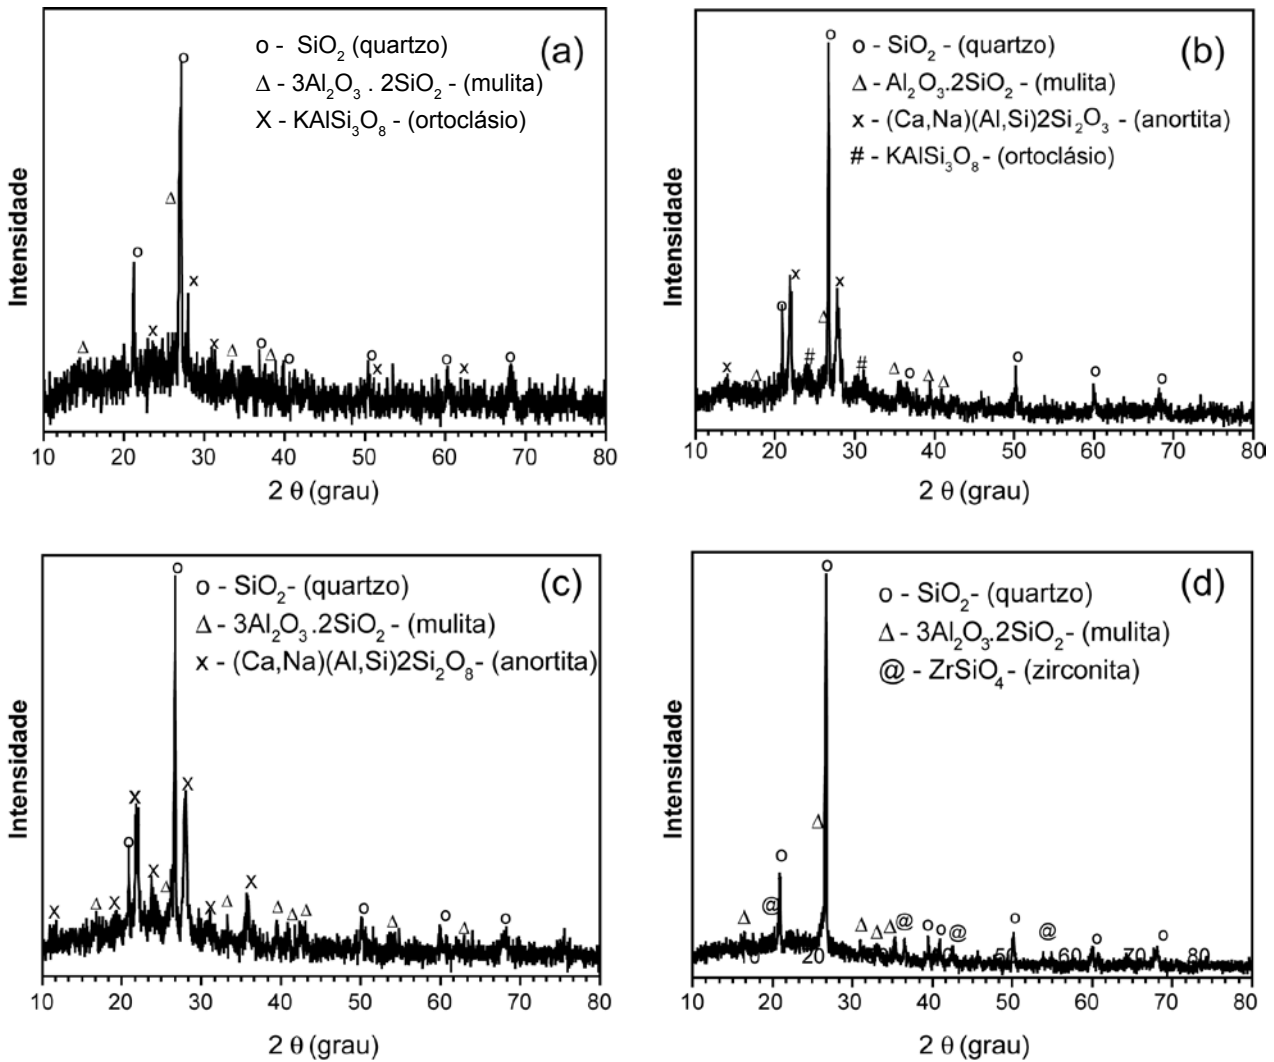 (a)
o - SiO₂ (quartzo)
Δ - 3Al₂O₃ . 2SiO₂ - (mulita)
X - KAlSi₃O₈ - (ortoclásio)
Intensidade
o
Δ
o
x
Δ
x
x
Δ
o
Δ
o
o
x
o
x
o
10 20 30 40 50 60 70 80
2 θ (grau)
(b)
o - SiO₂ - (quartzo)
Δ - Al₂O₃.2SiO₂ - (mulita)
x - (Ca,Na)(Al,Si)2Si₂O₃ - (anortita)
# - KAlSi₃O₈ - (ortoclásio)
Intensidade
o
x
x
o
Δ
x
Δ
#
#
Δ
o
Δ
Δ
o
o
o
10 20 30 40 50 60 70 80
2 θ (grau)
(c)
o - SiO₂- (quartzo)
Δ - 3Al₂O₃ .2SiO₂ - (mulita)
x - (Ca,Na)(Al,Si)2Si₂O₈- (anortita)
Intensidade
o
x
x
o
x
Δ
x
Δ
x
x
Δ
x
Δ
Δ
Δ
o
Δ
o
Δ
o
10 20 30 40 50 60 70 80
2 θ (grau)
(d)
o - SiO₂- (quartzo)
Δ - 3Al₂O₃.2SiO₂- (mulita)
@ - ZrSiO₄ - (zirconita)
Intensidade
o
Δ
o
@
Δ
Δ
Δ
Δ
@
o
o
@
o
@
o
o
20 60 70 80
10 20 30 40 50 60 70 80
2 θ (grau)